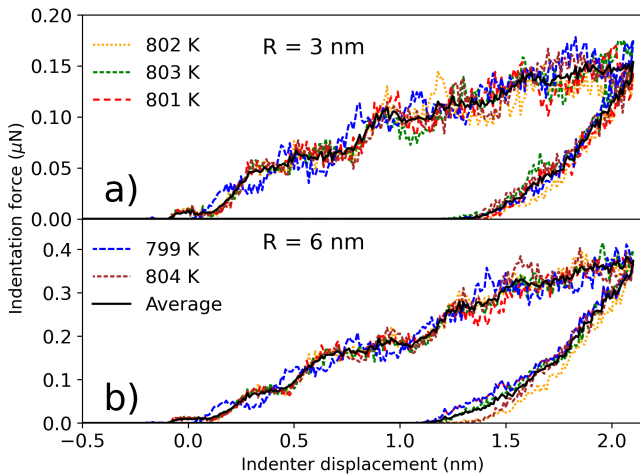 0.20
0.15
0.10
0.05
0.00
802 K
803 K
801 K
R = 3 nm
a)
Indentation force (μN)
0.4
0.3
0.2
0.1
0.0
799 K
804 K
Average
R = 6 nm
b)
−0.5
0.0
0.5
1.0
1.5
2.0
Indenter displacement (nm)